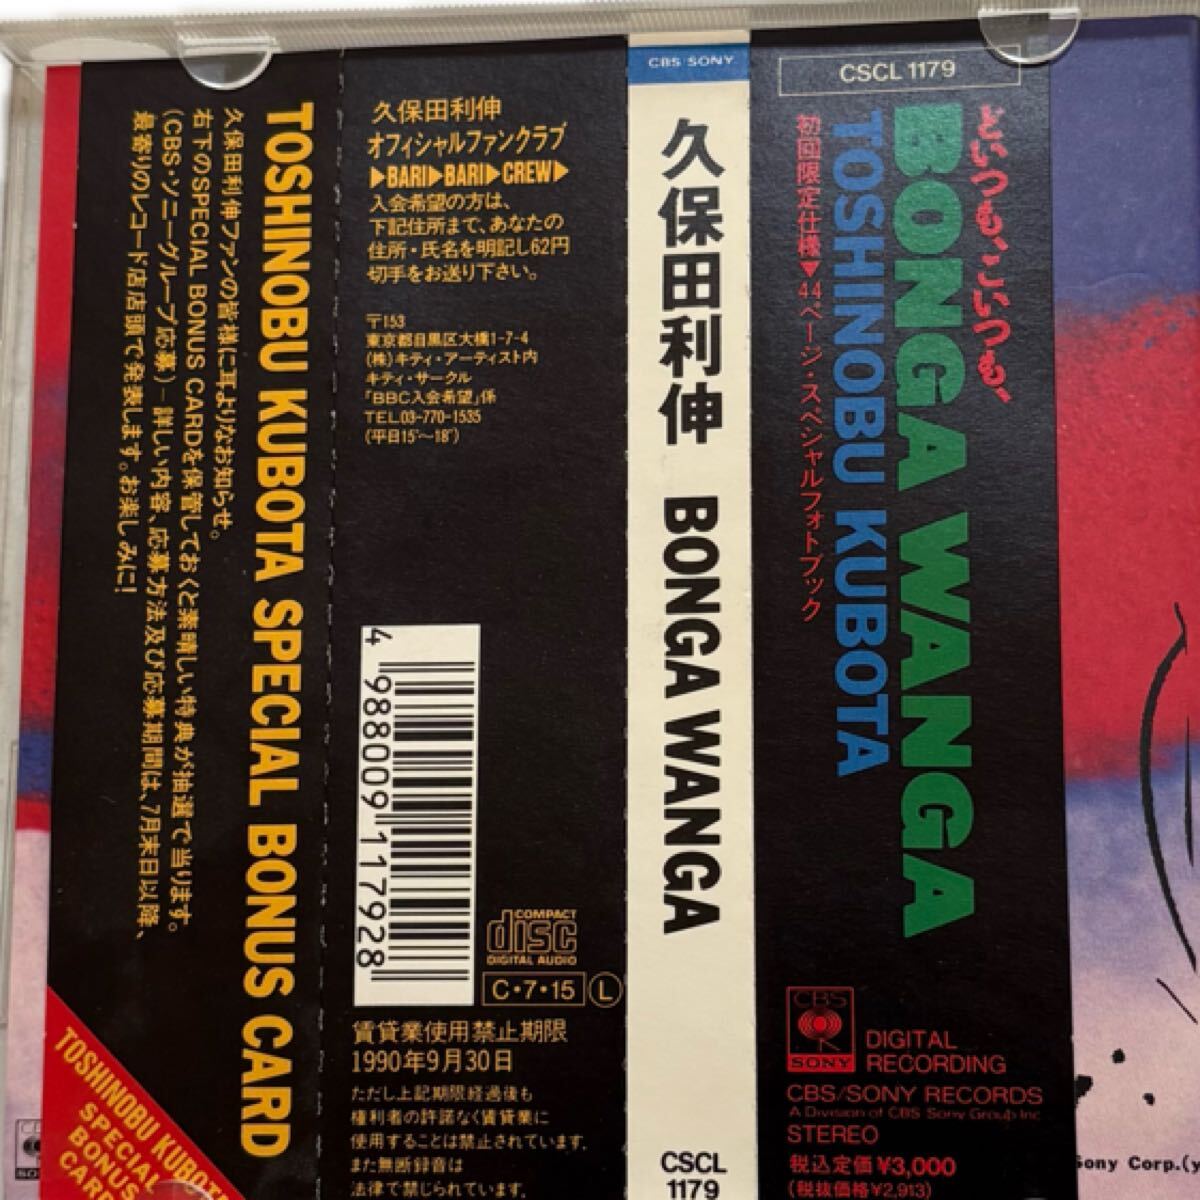 TOSHINOBU KUBOTA SPECIAL BONUS CARD
久保田利伸ファンの皆様に耳よりなお知らせ。
右下のSPECIAL BONUS CARDを保管しておくと素晴しい特典が抽選で当ります。
(CBS・ソニーグループ応募)―詳しい内容、応募方法及び応募期間は、7月末日以降、
最寄りのレコード店店頭で発表します。お楽しみに!
TOSHINOBU KUBOTA
SPECIAL
BONUS
CARD
久保田利伸
オフィシャルファンクラブ
▶BARI▶BARI▶CREW▶
入会希望の方は、
下記住所まで、あなたの
住所・氏名を明記し62円
切手をお送り下さい。
〒153
東京都目黒区大橋1-7-4
(株)キティ・アーティスト内
キティ・サークル
「BBC入会希望」係
TEL.03-770-1535
(平日15°〜18°)
4 988009 117928
COMPACT
disc
DIGITAL AUDIO
C・7・15 L
賃貸業使用禁止期限
1990年9月30日
ただし上記期限経過後も
権利者の許諾なく賃貸業に
使用することは禁止されています。
また無断録音は
法律で禁じられています。
CBS/SONY
久保田利伸 BONGA WANGA
CSCL
1179
CSCL 1179
どいつも、こいつも、
BONGA WANGA
TOSHINOBU KUBOTA
初回限定仕様▼44ページ・スペシャルフォトブック
CBS
SONY
DIGITAL
RECORDING
CBS/SONY RECORDS
A Division of CBS/Sony Group Inc.
STEREO
税込定価¥3,000
(税抜価格¥2,913)
Sony Corp.(y